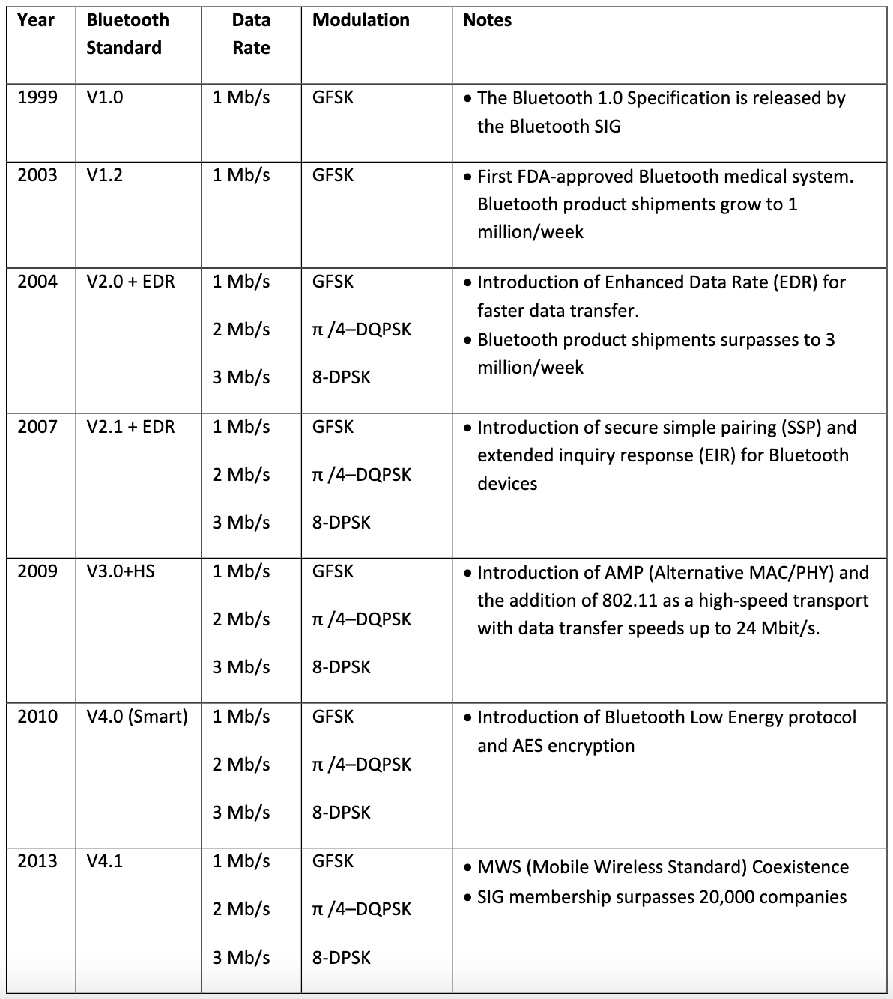 Year Bluetooth Standard Data Rate Modulation Notes
1999 V1.0 1 Mb/s GFSK • The Bluetooth 1.0 Specification is released by
the Bluetooth SIG
2003 V1.2 1 Mb/s GFSK • First FDA-approved Bluetooth medical system.
Bluetooth product shipments grow to 1
million/week
2004 V2.0 + EDR 1 Mb/s GFSK • Introduction of Enhanced Data Rate (EDR) for
faster data transfer.
2 Mb/s π /4–DQPSK
• Bluetooth product shipments surpasses to 3
million/week
3 Mb/s 8-DPSK
2007 V2.1 + EDR 1 Mb/s GFSK • Introduction of secure simple pairing (SSP) and
extended inquiry response (EIR) for Bluetooth
2 Mb/s π /4–DQPSK
devices
3 Mb/s 8-DPSK
2009 V3.0+HS 1 Mb/s GFSK • Introduction of AMP (Alternative MAC/PHY) and
the addition of 802.11 as a high-speed transport
2 Mb/s π /4–DQPSK
with data transfer speeds up to 24 Mbit/s.
3 Mb/s 8-DPSK
2010 V4.0 (Smart) 1 Mb/s GFSK • Introduction of Bluetooth Low Energy protocol
and AES encryption
2 Mb/s π /4–DQPSK
3 Mb/s 8-DPSK
2013 V4.1 1 Mb/s GFSK • MWS (Mobile Wireless Standard) Coexistence
• SIG membership surpasses 20,000 companies
2 Mb/s π /4–DQPSK
3 Mb/s 8-DPSK